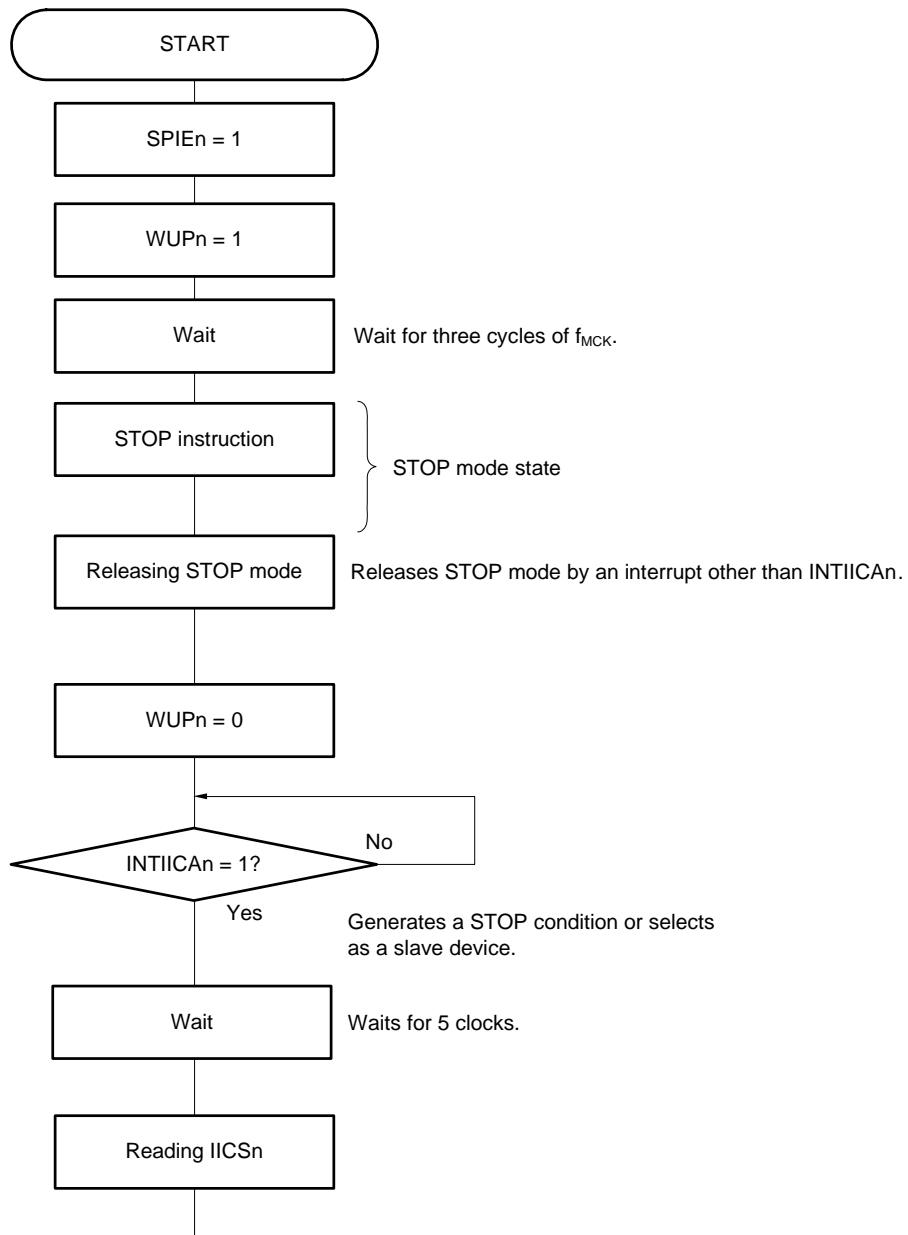 START
SPIEn = 1
WUPn = 1
Wait
Wait for three cycles of fMCK.
STOP instruction
STOP mode state
Releasing STOP mode
Releases STOP mode by an interrupt other than INTIICAn.
WUPn = 0
No
INTIICAn = 1?
Yes
Generates a STOP condition or selects
as a slave device.
Wait
Waits for 5 clocks.
Reading IICSn